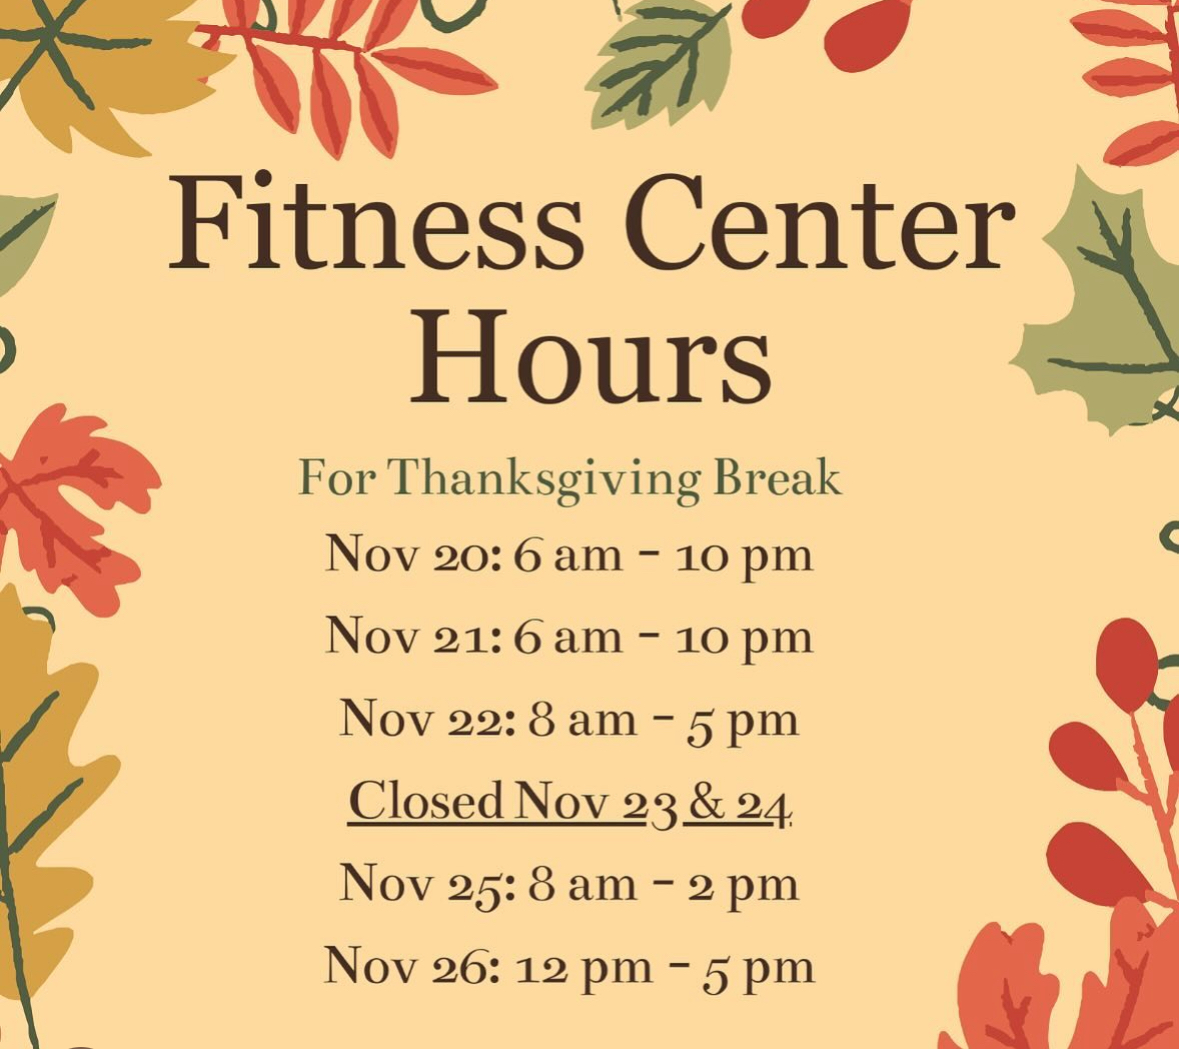 Fitness Center
Hours
For Thanksgiving Break
Nov 20: 6 am - 10 pm
Nov 21: 6 am - 10 pm
Nov 22: 8 am - 5 pm
Closed Nov 23 & 24
Nov 25: 8 am - 2 pm
Nov 26: 12 pm - 5 pm